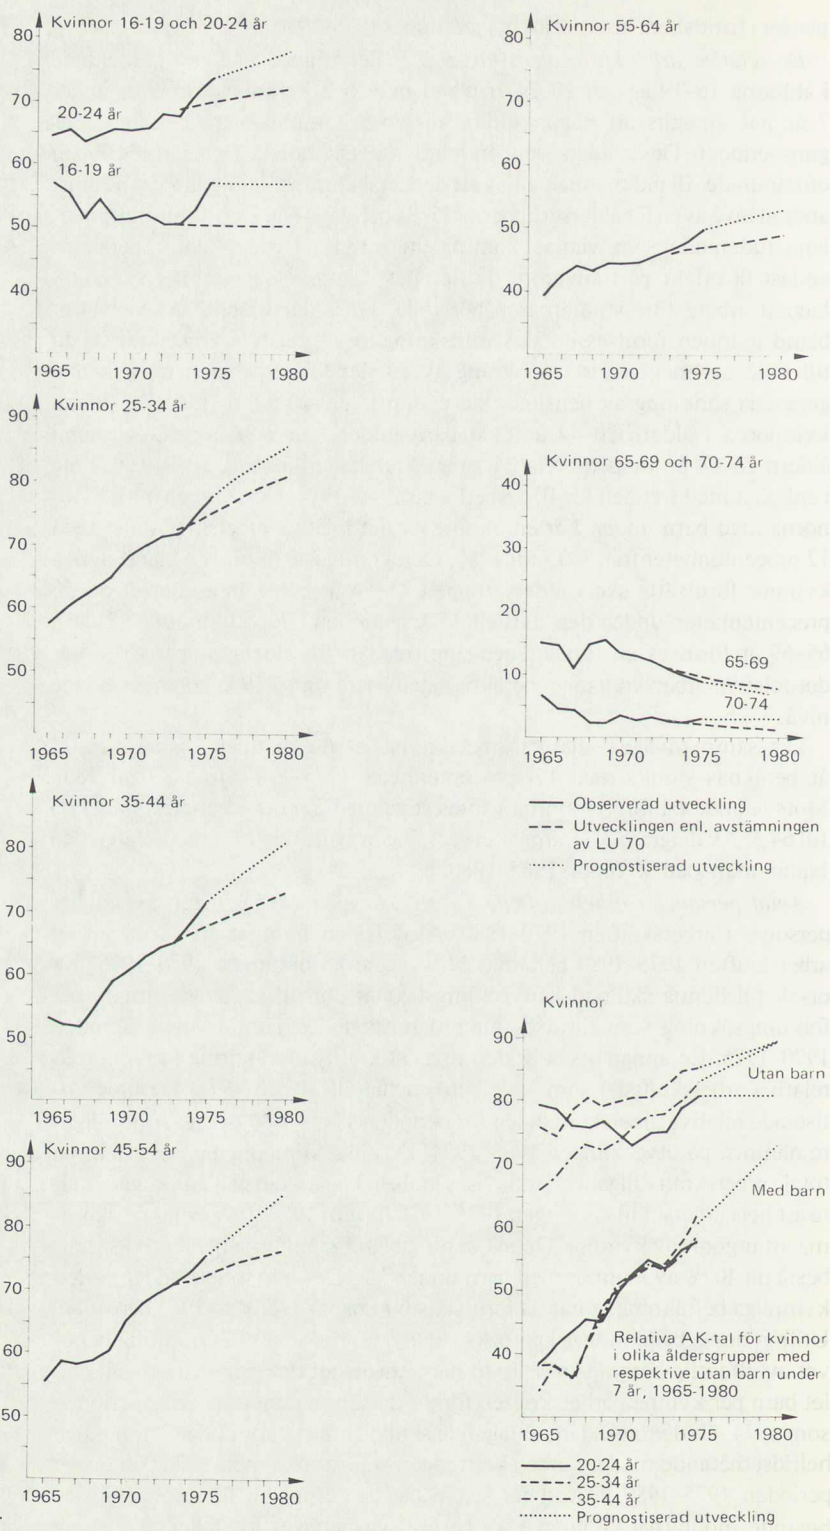 Kvinnor 16-19 och 20-24 år
80
70
20-24 år
60
16-19 år
50
40
1965 1970 1975 1980
Kvinnor 55-64 år
80
70
60
50
40
1965 1970 1975 1980
Kvinnor 25-34 år
90
80
70
60
50
1965 1970 1975 1980
Kvinnor 65-69 och 70-74 år
40
30
20
65-69
10
70-74
1965 1970 1975 1980
Observerad utveckling
Utvecklingen enl. avstämningen
av LU 70
Prognostiserad utveckling
Kvinnor 35-44 år
80
70
60
50
1965 1970 1975 1980
Kvinnor 45-54 år
90
80
70
60
50
1965 1970 1975 1980
Kvinnor
90
Utan barn
80
70
Med barn
60
50
40
Relativa AK-tal för kvinnor
i olika åldersgrupper med
respektive utan barn under
7 år, 1965-1980
1965 1970 1975 1980
20-24 år
25-34 år
35-44 år
Prognostiserad utveckling